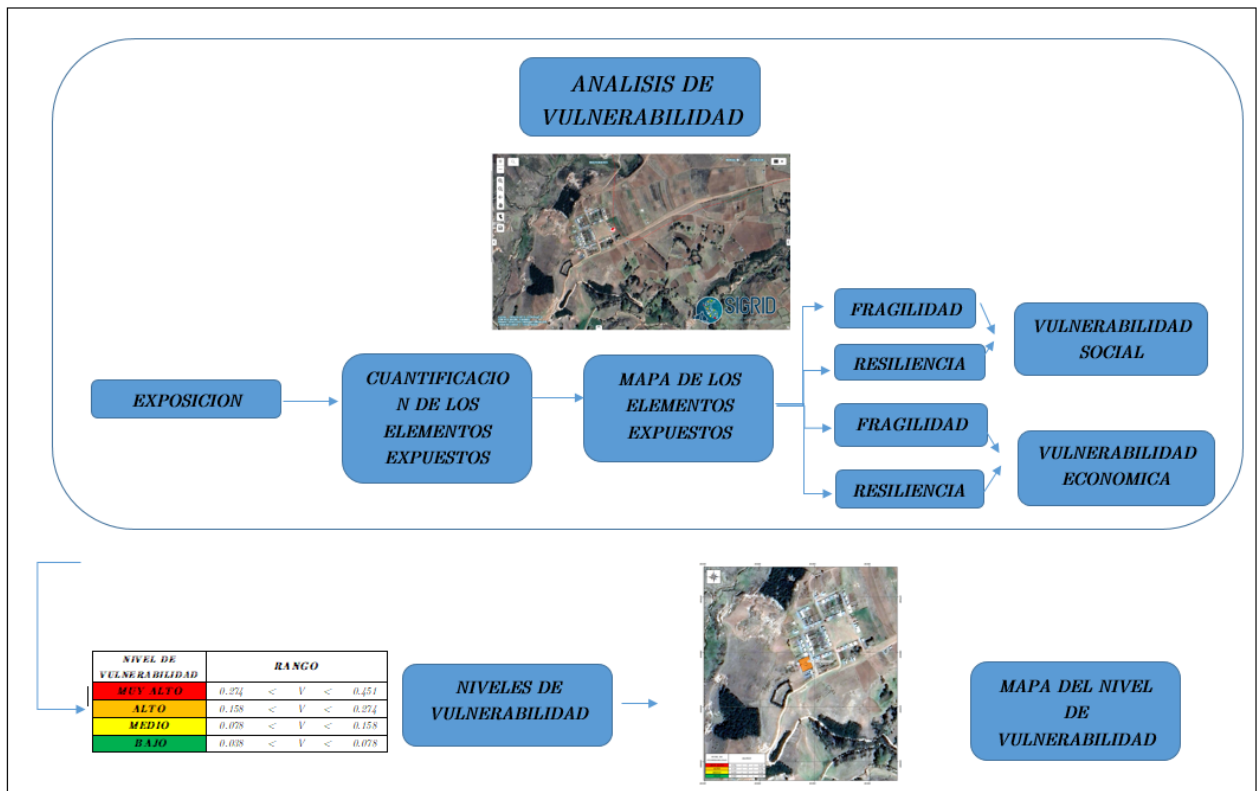 ANALISIS DE
VULNERABILIDAD
SIGRID
FRAGILIDAD
RESILIENCIA
VULNERABILIDAD
SOCIAL
EXPOSICION
CUANTIFICACIO
N DE LOS
ELEMENTOS
EXPUESTOS
MAPA DE LOS
ELEMENTOS
EXPUESTOS
FRAGILIDAD
RESILIENCIA
VULNERABILIDAD
ECONOMICA
NIVEL DE
VULNERABILIDAD
RANGO
MUY ALTO 0.274 < V < 0.451
ALTO 0.158 < V < 0.274
MEDIO 0.078 < V < 0.158
BAJO 0.038 < V < 0.078
NIVELES DE
VULNERABILIDAD
MAPA DEL NIVEL
DE
VULNERABILIDAD